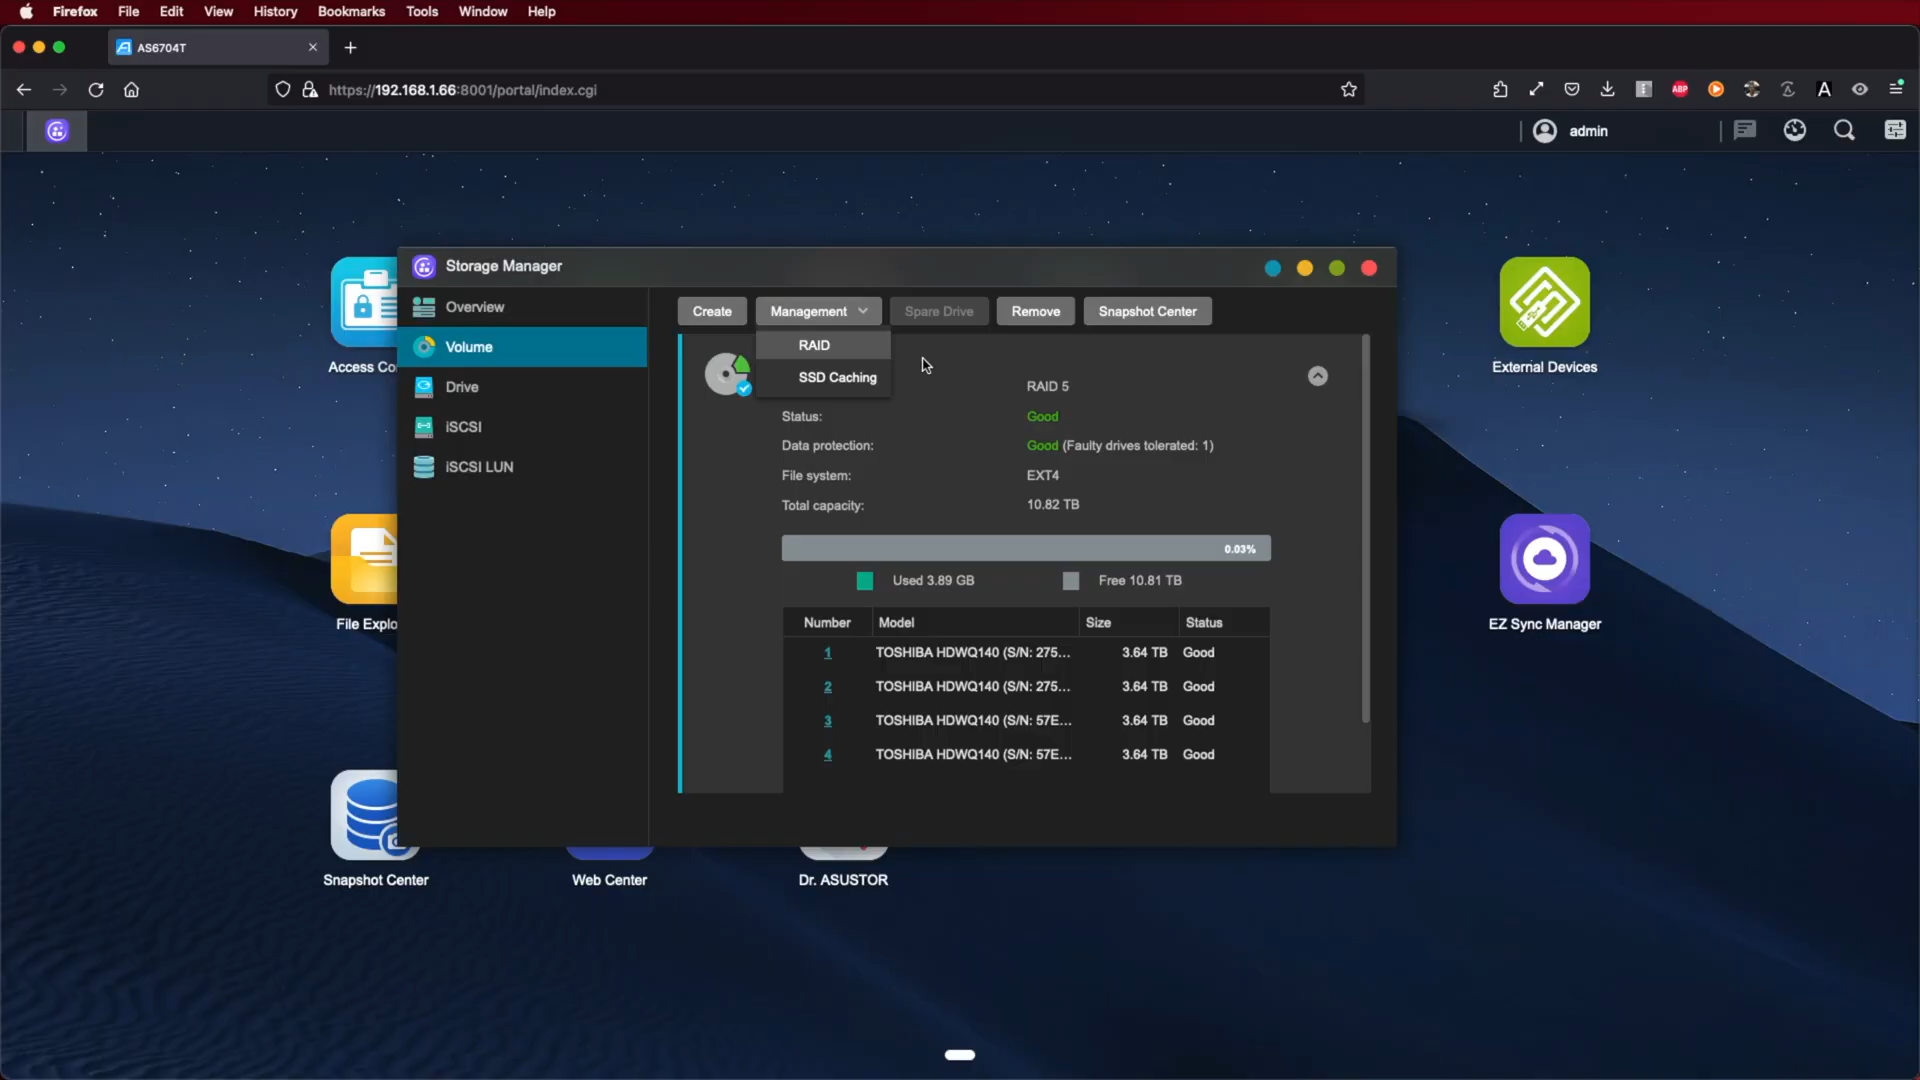 Firefox File Edit View History Bookmarks Tools Window Help
AS6704T
https://192.168.1.66:8001/portal/index.cgi
ABP
A
admin
Storage Manager
Overview
Volume
Drive
iSCSI
iSCSI LUN
Create Management Spare Drive Remove Snapshot Center
RAID
SSD Caching
RAID 5
Status: Good
Data protection: Good (Faulty drives tolerated: 1)
File system: EXT4
Total capacity: 10.82 TB
0.03%
Used 3.89 GB Free 10.81 TB
Number Model Size Status
1 TOSHIBA HDWQ140 (S/N: 275... 3.64 TB Good
2 TOSHIBA HDWQ140 (S/N: 275... 3.64 TB Good
3 TOSHIBA HDWQ140 (S/N: 57E... 3.64 TB Good
4 TOSHIBA HDWQ140 (S/N: 57E... 3.64 TB Good
Access Co
External Devices
File Explo
EZ Sync Manager
Snapshot Center
Web Center
Dr. ASUSTOR